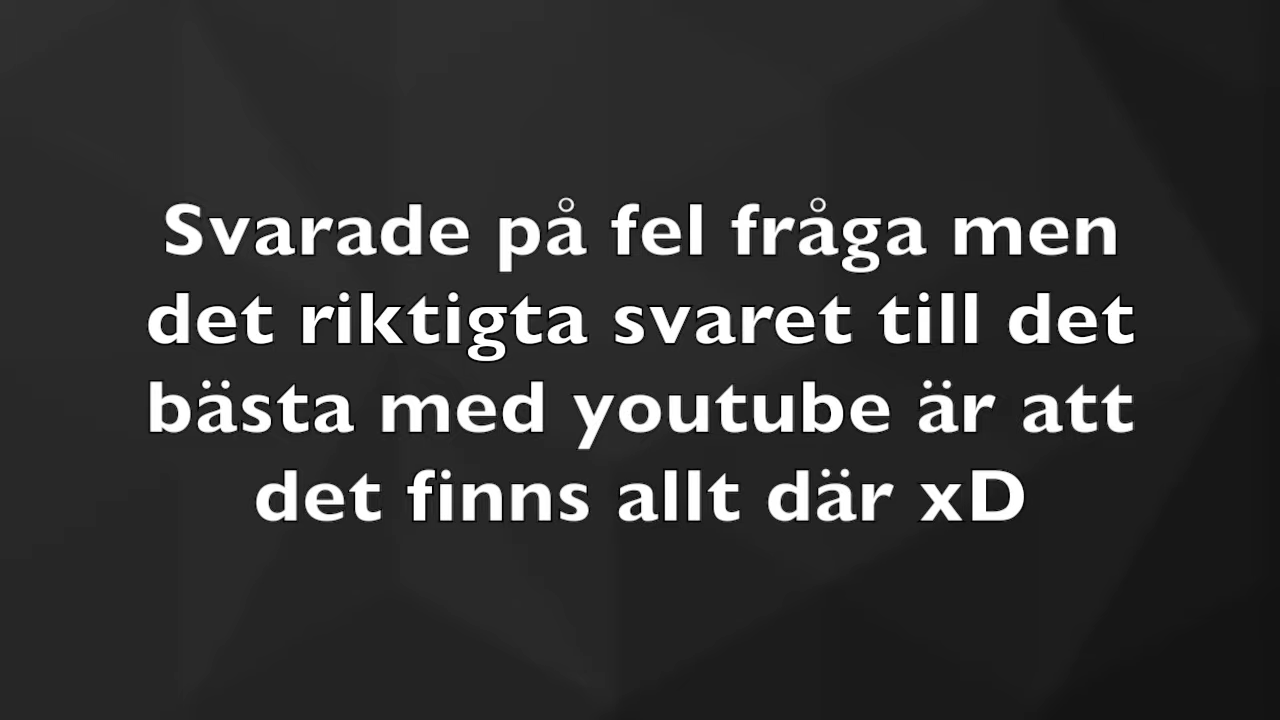 Svarade på fel fråga men
det riktigta svaret till det
bästa med youtube är att
det finns allt där xD